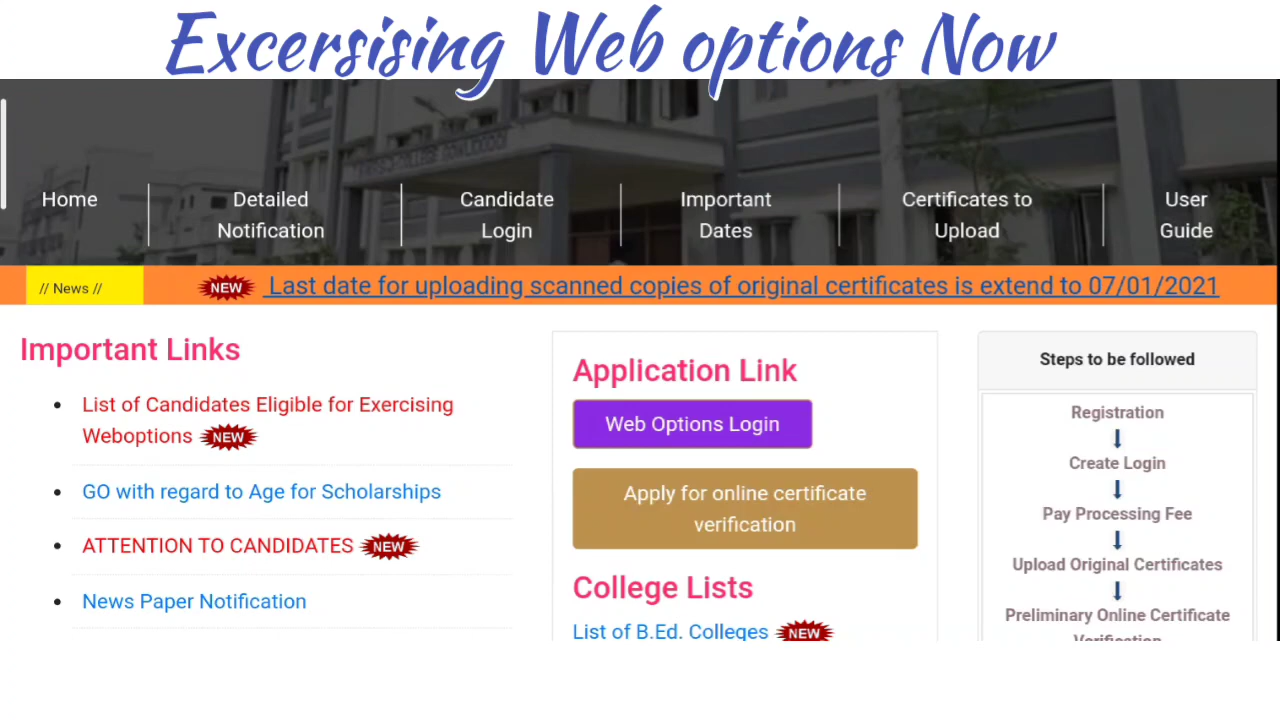 Excersising Web options Now
Home
Detailed
Notification
Candidate
Login
Important
Dates
Certificates to
Upload
User
Guide
// News //
NEW Last date for uploading scanned copies of original certificates is extend to 07/01/2021
Important Links
List of Candidates Eligible for Exercising
Weboptions NEW
GO with regard to Age for Scholarships
ATTENTION TO CANDIDATES NEW
News Paper Notification
Application Link
Web Options Login
Apply for online certificate
verification
College Lists
List of B.Ed. Colleges NEW
Steps to be followed
Registration
Create Login
Pay Processing Fee
Upload Original Certificates
Preliminary Online Certificate
Verification